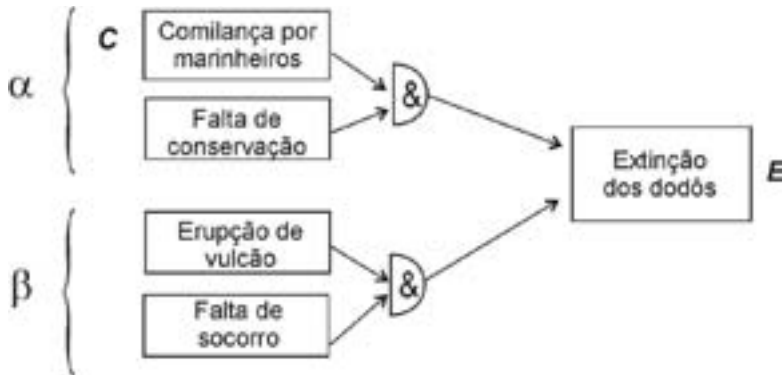 α
C
Comilança por
marinheiros
Falta de
conservação
&
Extinção
dos dodôs
E
β
Erupção de
vulcão
Falta de
socorro
&